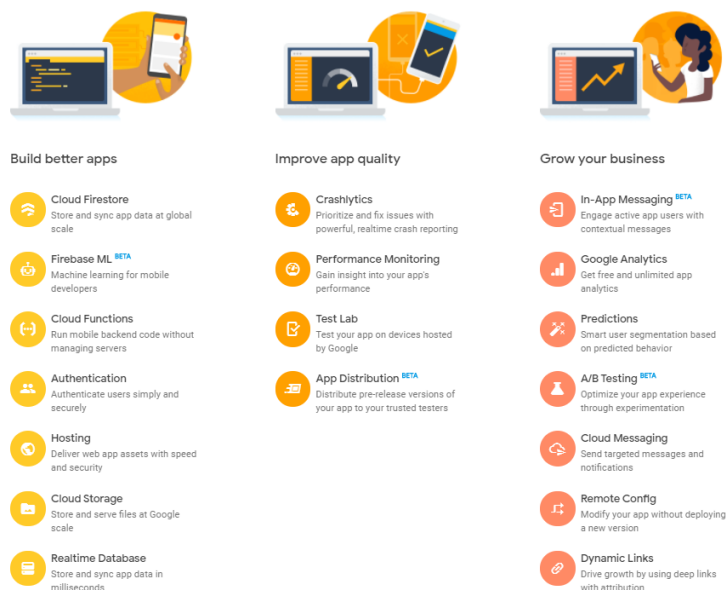 Build better apps
Cloud Firestore
Store and sync app data at global
scale
Firebase ML BETA
Machine learning for mobile
developers
Cloud Functions
Run mobile backend code without
managing servers
Authentication
Authenticate users simply and
securely
Hosting
Deliver web app assets with speed
and security
Cloud Storage
Store and serve files at Google
scale
Realtime Database
Store and sync app data in
milliseconds
Improve app quality
Crashlytics
Prioritize and fix issues with
powerful, realtime crash reporting
Performance Monitoring
Gain insight into your app's
performance
Test Lab
Test your app on devices hosted
by Google
App Distribution BETA
Distribute pre-release versions of
your app to your trusted testers
Grow your business
In-App Messaging BETA
Engage active app users with
contextual messages
Google Analytics
Get free and unlimited app
analytics
Predictions
Smart user segmentation based
on predicted behavior
A/B Testing BETA
Optimize your app experience
through experimentation
Cloud Messaging
Send targeted messages and
notifications
Remote Config
Modify your app without deploying
a new version
Dynamic Links
Drive growth by using deep links
with attribution